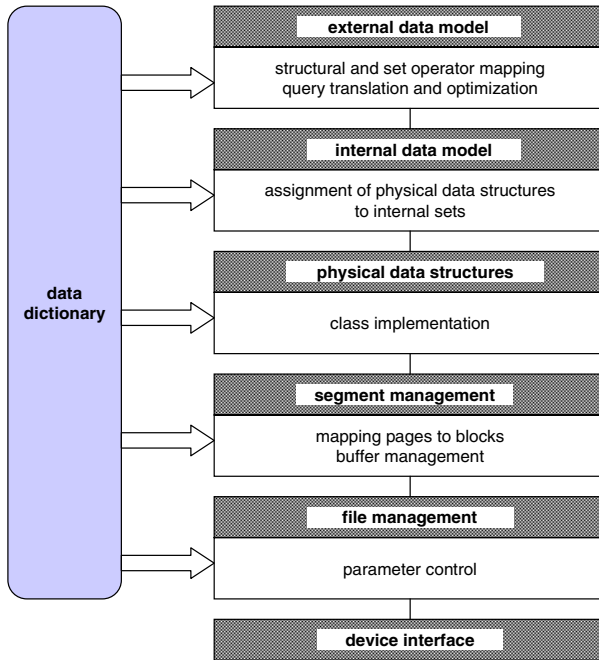 external data model
structural and set operator mapping
query translation and optimization
internal data model
assignment of physical data structures
to internal sets
physical data structures
data
dictionary
class implementation
segment management
mapping pages to blocks
buffer management
file management
parameter control
device interface